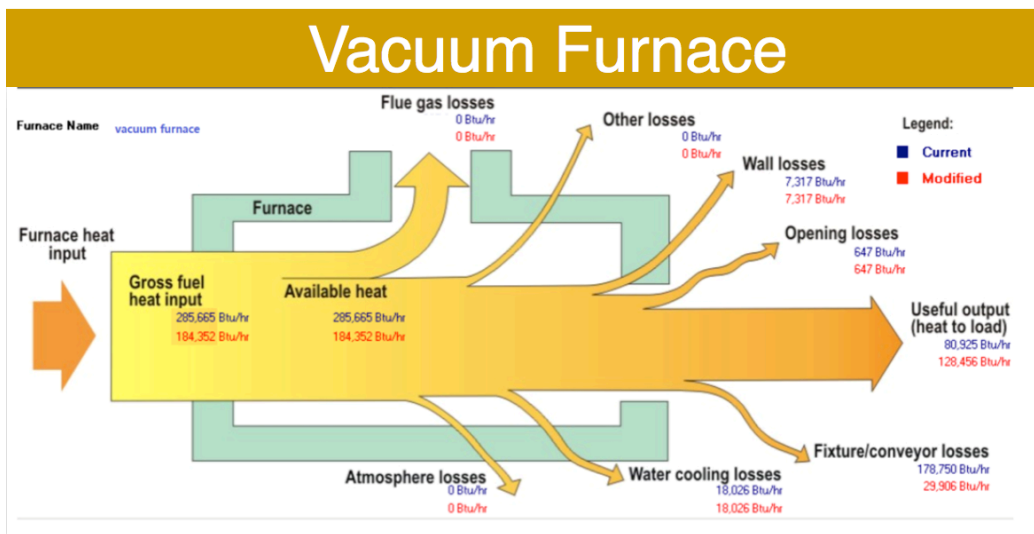 Vacuum Furnace
Furnace Name vacuum furnace
Flue gas losses
0 Btu/hr
0 Btu/hr
Other losses
0 Btu/hr
0 Btu/hr
Legend:
Current
Modified
Wall losses
7,317 Btu/hr
7,317 Btu/hr
Furnace
Furnace heat
input
Opening losses
647 Btu/hr
647 Btu/hr
Gross fuel
heat input
285,665 Btu/hr
184,352 Btu/hr
Available heat
285,665 Btu/hr
184,352 Btu/hr
Useful output
(heat to load)
80,925 Btu/hr
128,456 Btu/hr
Atmosphere losses
0 Btu/hr
0 Btu/hr
Water cooling losses
18,026 Btu/hr
18,026 Btu/hr
Fixture/conveyor losses
178,750 Btu/hr
29,906 Btu/hr